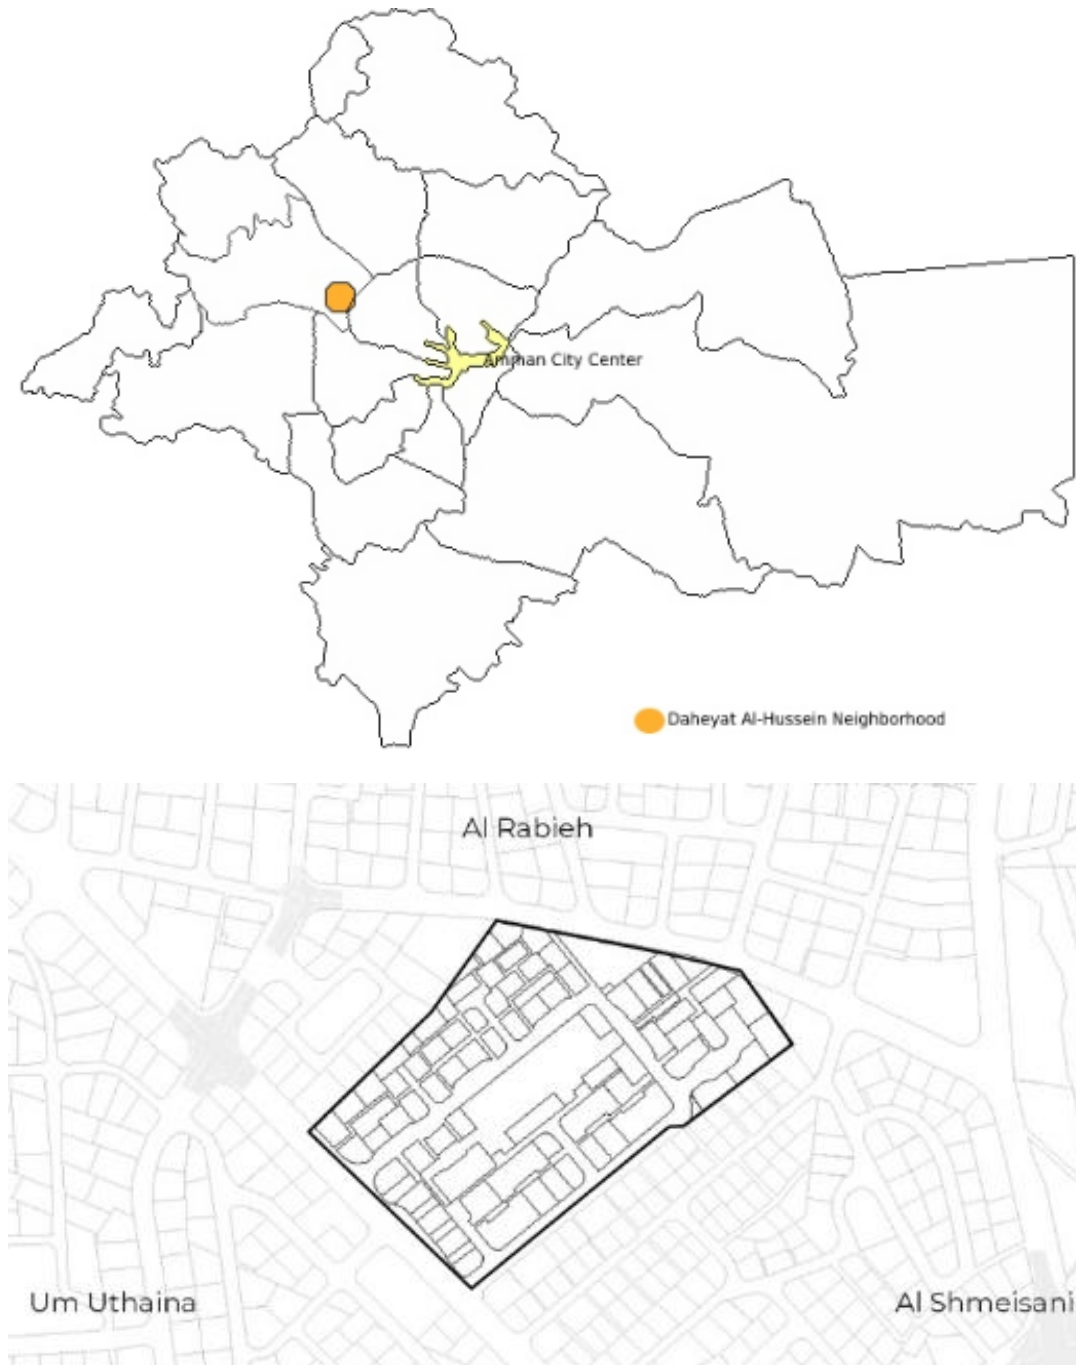 Amman City Center
Daheyat Al-Hussein Neighborhood
Al Rabieh
Um Uthaina
Al Shmeisani